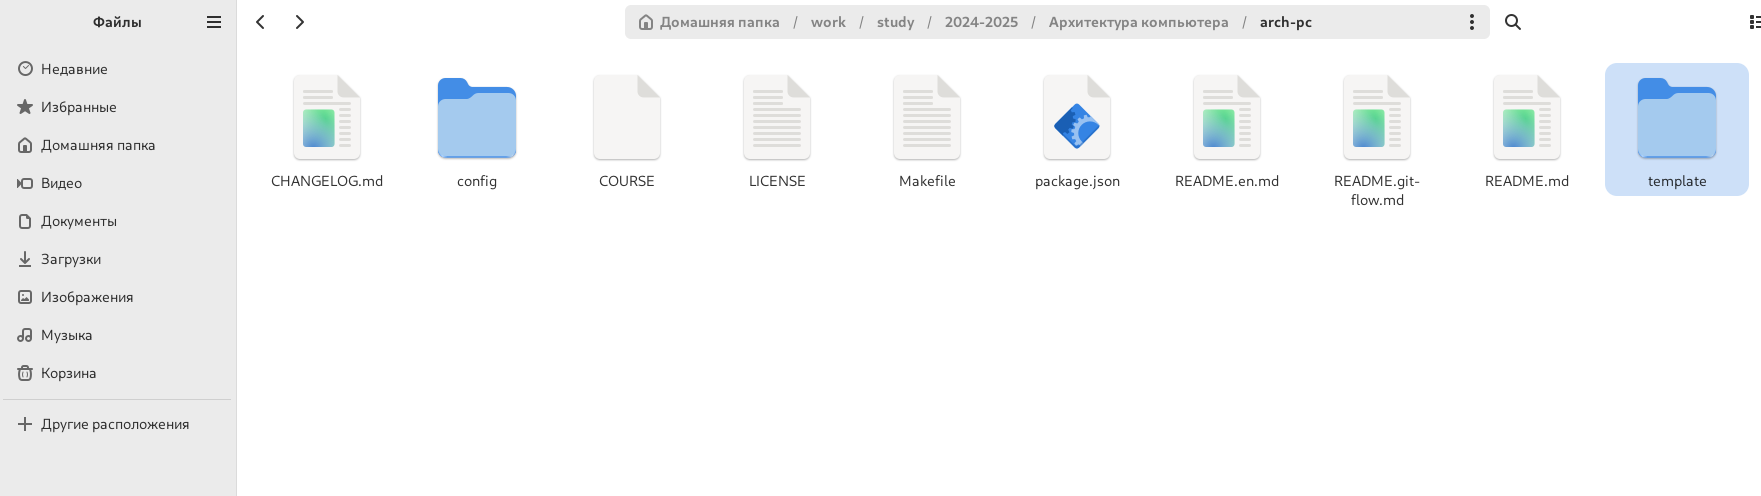 Файлы
Домашняя папка / work / study / 2024-2025 / Архитектура компьютера / arch-pc
Недавние
Избранные
Домашняя папка
Видео
Документы
Загрузки
Изображения
Музыка
Корзина
Другие расположения
CHANGELOG.md
config
COURSE
LICENSE
Makefile
package.json
README.en.md
README.git-
flow.md
README.md
template